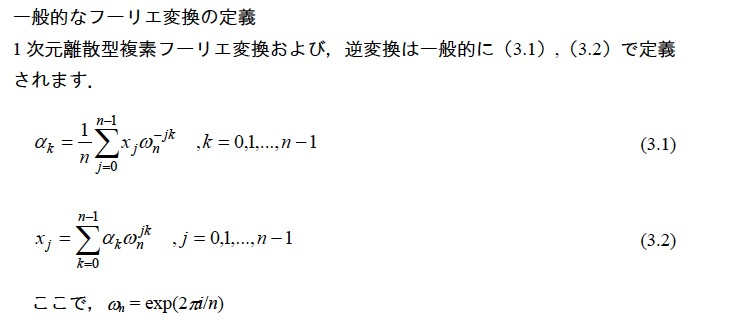 一般的なフーリエ変換の定義
1次元離散型複素フーリエ変換および，逆変換は一般的に（3.1）,（3.2）で定義
されます．
α_k = 1/n ∑_{j=0}^{n−1} x_j ω_n^{−jk} ,k = 0,1,...,n−1 (3.1)
x_j = ∑_{k=0}^{n−1} α_k ω_n^{jk} , j = 0,1,...,n−1 (3.2)
ここで，ω_n = exp(2πi/n)